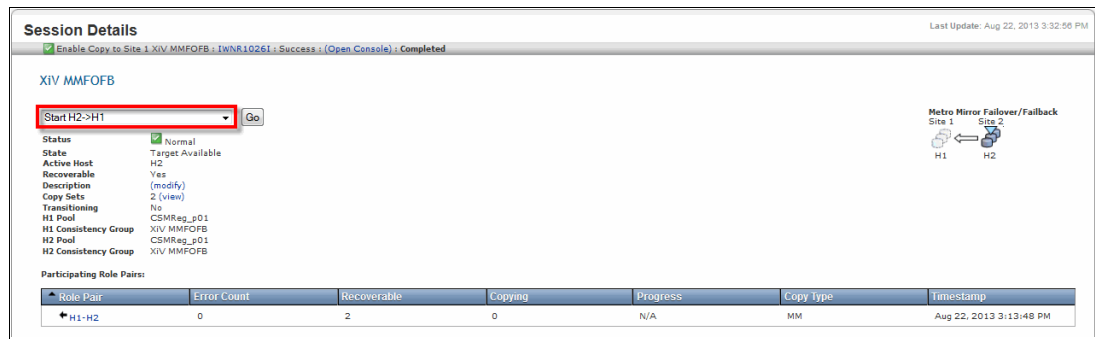 Session Details
Last Update: Aug 22, 2013 3:32:56 PM
Enable Copy to Site 1 XiV MMFOFB : IWNR1026I : Success : (Open Console) : Completed
XiV MMFOFB
Start H2->H1 Go
Metro Mirror Failover/Failback
Site 1 Site 2
H1 H2
Status Normal
State Target Available
Active Host H2
Recoverable Yes
Description (modify)
Copy Sets 2 (view)
Transitioning No
H1 Pool CSMReg_p01
H1 Consistency Group XiV MMFOFB
H2 Pool CSMReg_p01
H2 Consistency Group XiV MMFOFB
Participating Role Pairs:
Role Pair Error Count Recoverable Copying Progress Copy Type Timestamp
H1-H2 0 2 0 N/A MM Aug 22, 2013 3:13:48 PM